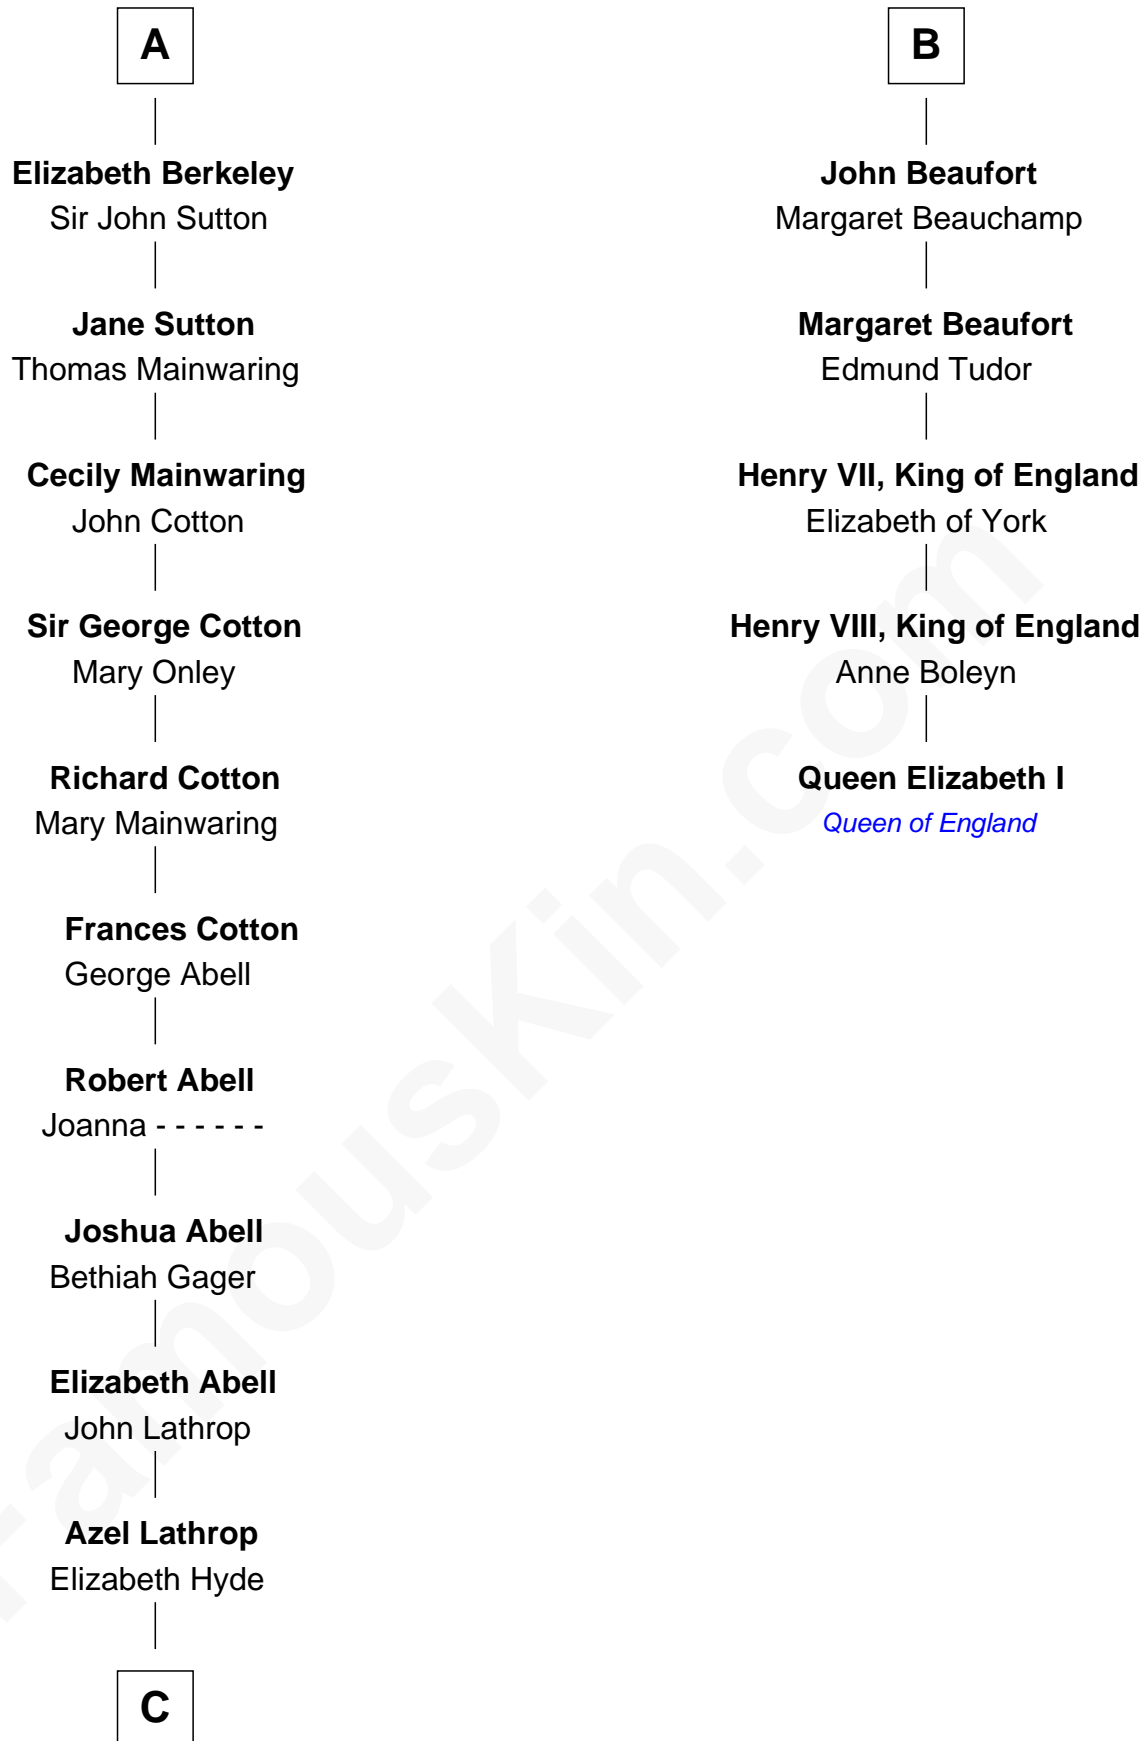 A
Elizabeth Berkeley
Sir John Sutton
Jane Sutton
Thomas Mainwaring
Cecily Mainwaring
John Cotton
Sir George Cotton
Mary Onley
Richard Cotton
Mary Mainwaring
Frances Cotton
George Abell
Robert Abell
Joanna - - - - - -
Joshua Abell
Bethiah Gager
Elizabeth Abell
John Lathrop
Azel Lathrop
Elizabeth Hyde
C
B
John Beaufort
Margaret Beauchamp
Margaret Beaufort
Edmund Tudor
Henry VII, King of England
Elizabeth of York
Henry VIII, King of England
Anne Boleyn
Queen Elizabeth I
Queen of England
FamousKin.com